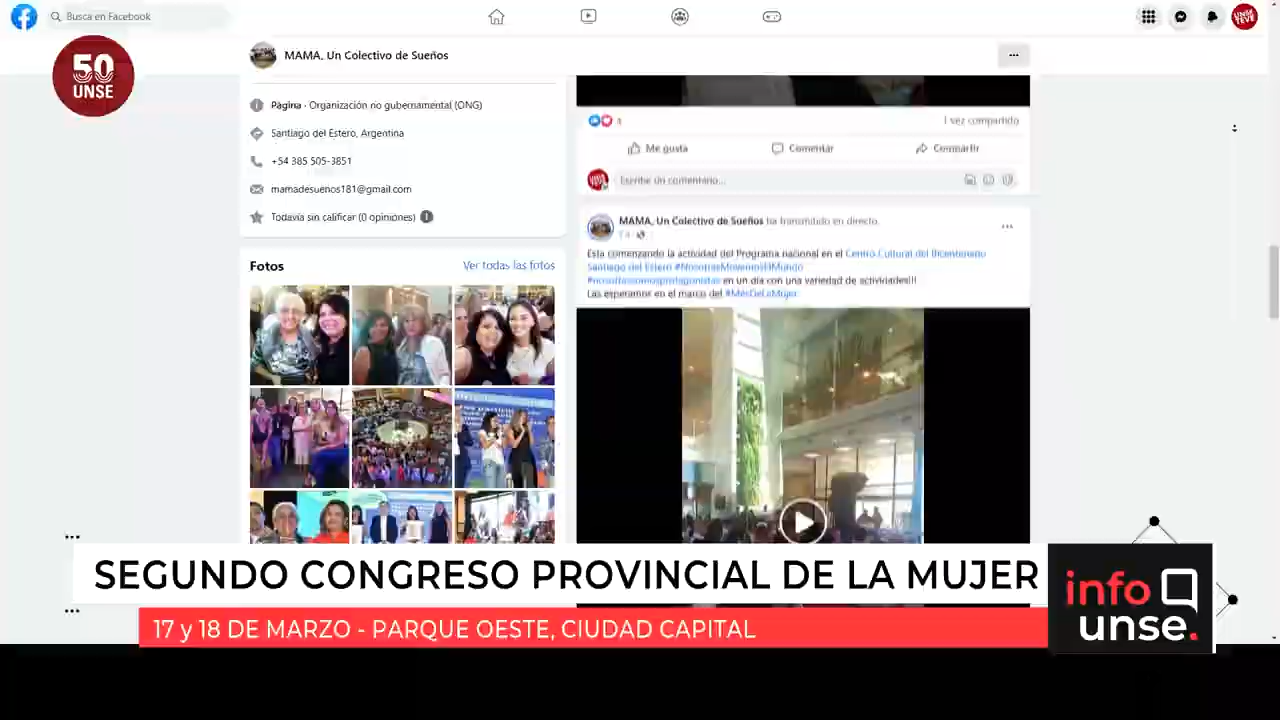 Busca en Facebook
UNSE
TEVE
50
UNSE
MAMA, Un Colectivo de Sueños
Página · Organización no gubernamental (ONG)
Santiago del Estero, Argentina
+54 385 505-3851
mamadesuenos181@gmail.com
Todavía sin calificar (0 opiniones)
Fotos
Ver todas las fotos
1 vez compartido
Me gusta
Comentar
Compartir
Escribe un comentario...
MAMA, Un Colectivo de Sueños ha transmitido en directo.
Esta comenzando la actividad del Programa nacional en el Centro Cultural del Bicentenario
Santiago del Estero #NosotrasMovemosElMundo
#nosotrassomosprotagonistas en un día con una variedad de actividades!!!
Las esperamos en el marco del #MesDeLaMujer
SEGUNDO CONGRESO PROVINCIAL DE LA MUJER
17 y 18 DE MARZO - PARQUE OESTE, CIUDAD CAPITAL
info
unse.